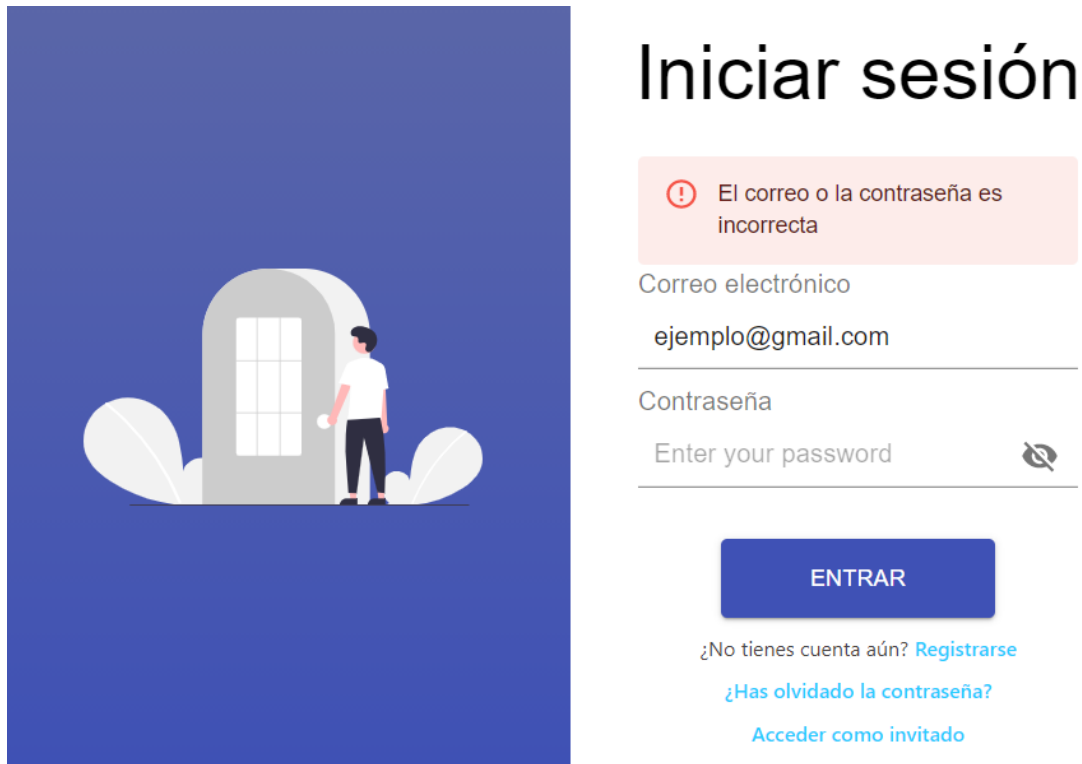 Iniciar sesión
El correo o la contraseña es
incorrecta
Correo electrónico
ejemplo@gmail.com
Contraseña
Enter your password
ENTRAR
¿No tienes cuenta aún? Registrarse
¿Has olvidado la contraseña?
Acceder como invitado